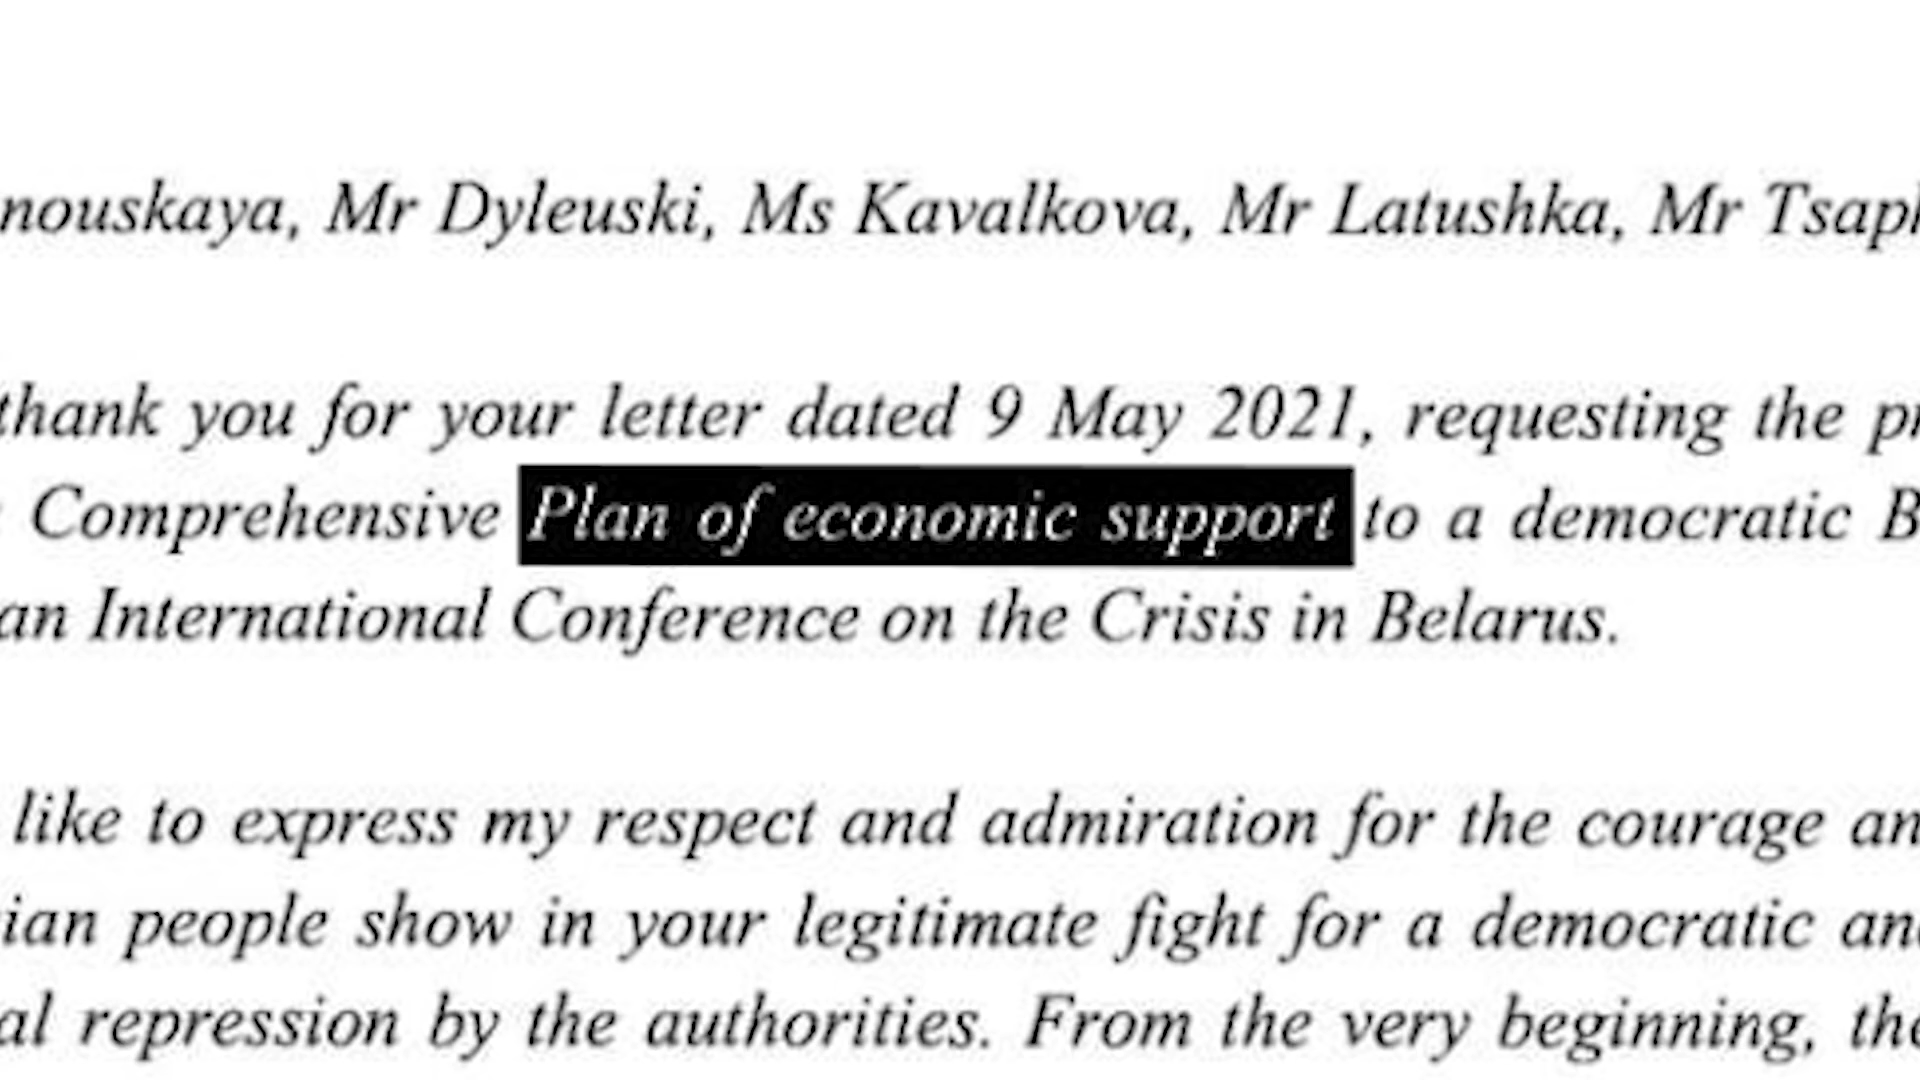 nouskaya, Mr Dyleuski, Ms Kavalkova, Mr Latushka, Mr Tsapk
thank you for your letter dated 9 May 2021, requesting the pr
Comprehensive Plan of economic support to a democratic B
an International Conference on the Crisis in Belarus.
like to express my respect and admiration for the courage an
ian people show in your legitimate fight for a democratic and
al repression by the authorities. From the very beginning, the